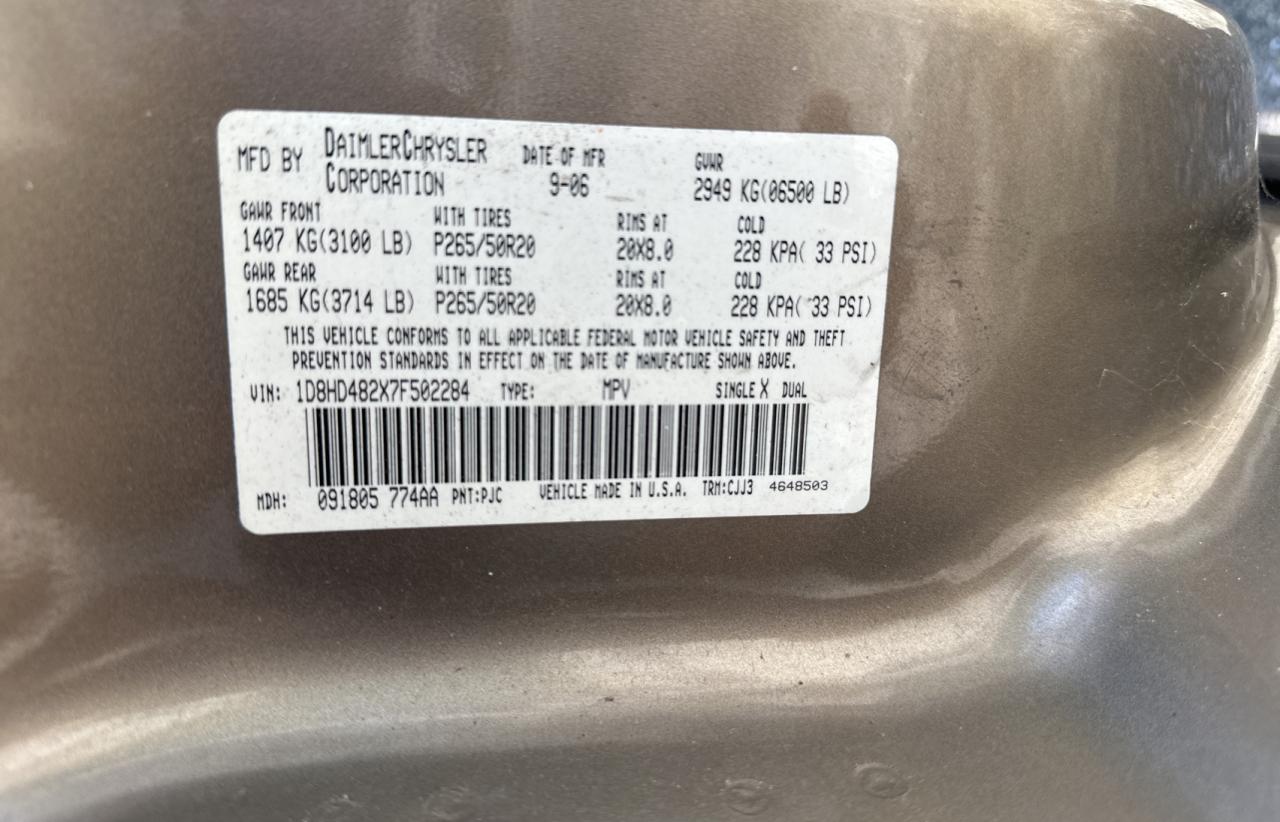 MFD BY DAIMLERCHRYSLER CORPORATION DATE OF MFR 9-06 GVWR 2949 KG(06500 LB)
GAWR FRONT WITH TIRES RIMS AT COLD
1407 KG(3100 LB) P265/50R20 20X8.0 228 KPA( 33 PSI)
GAWR REAR WITH TIRES RIMS AT COLD
1685 KG(3714 LB) P265/50R20 20X8.0 228 KPA( 33 PSI)
THIS VEHICLE CONFORMS TO ALL APPLICABLE FEDERAL MOTOR VEHICLE SAFETY AND THEFT
PREVENTION STANDARDS IN EFFECT ON THE DATE OF MANUFACTURE SHOWN ABOVE.
VIN: 1D8HD482X7F502284 TYPE: MPV SINGLE X DUAL
MDH: 091805 774AA PNT:PJC VEHICLE MADE IN U.S.A. TRM:CJJ3 4648503